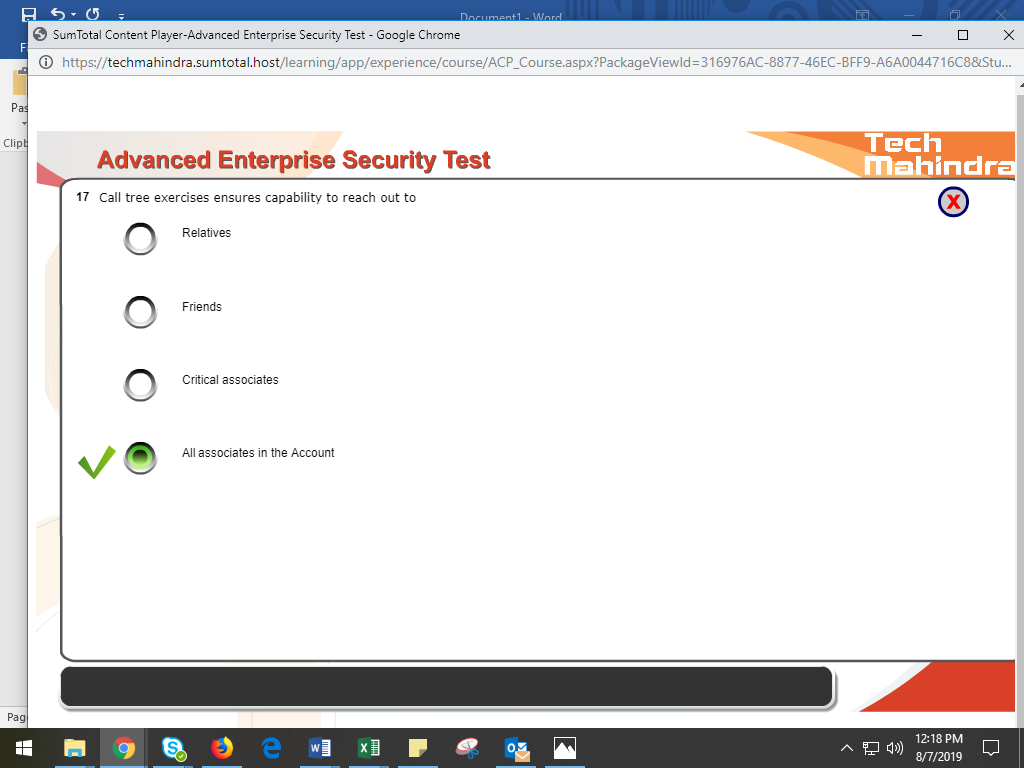 Document1 - Word
SumTotal Content Player-Advanced Enterprise Security Test - Google Chrome
F
https://techmahindra.sumtotal.host/learning/app/experience/course/ACP_Course.aspx?PackageViewId=316976AC-8877-46EC-BFF9-A6A0044716C8&Stu...
Pas
Clipb
Advanced Enterprise Security Test
Tech
Mahindra
17 Call tree exercises ensures capability to reach out to
X
Relatives
Friends
Critical associates
All associates in the Account
Page
12:18 PM
8/7/2019